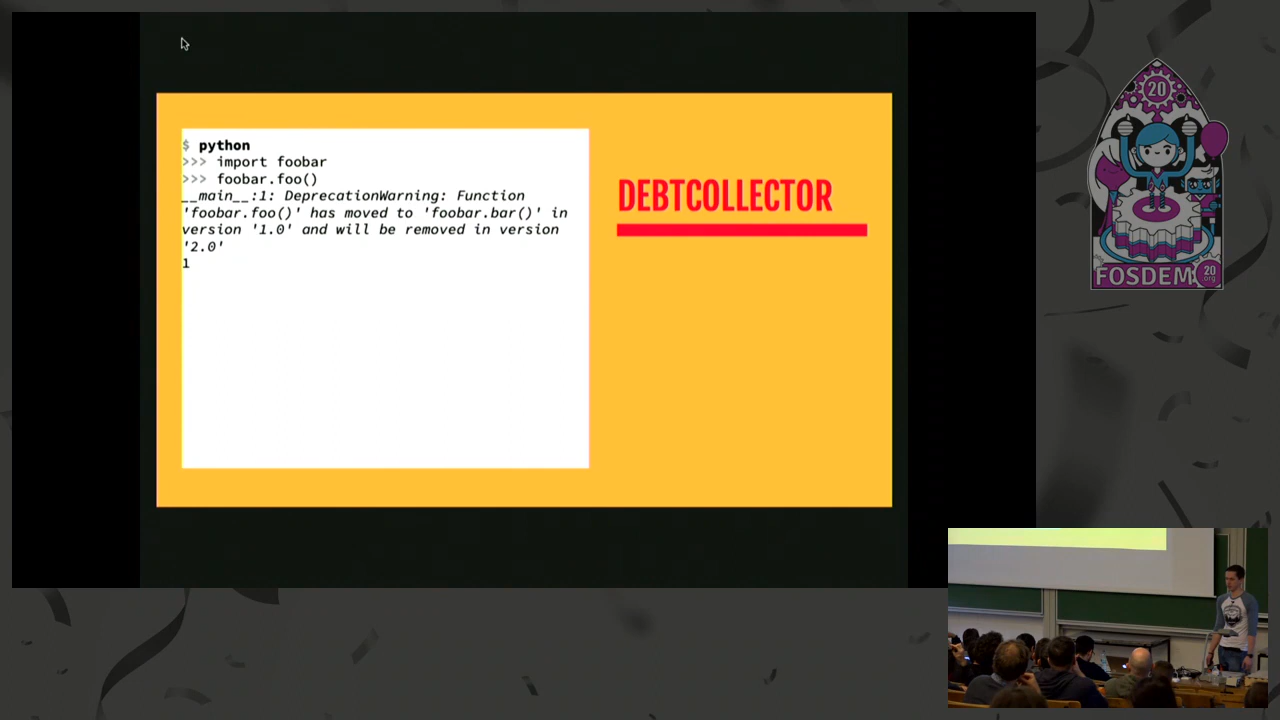 $ python
>>> import foobar
>>> foobar.foo()
__main__:1: DeprecationWarning: Function
'foobar.foo()' has moved to 'foobar.bar()' in
version '1.0' and will be removed in version
'2.0'
1
DEBTCOLLECTOR
20
FOSDEM
20
.org